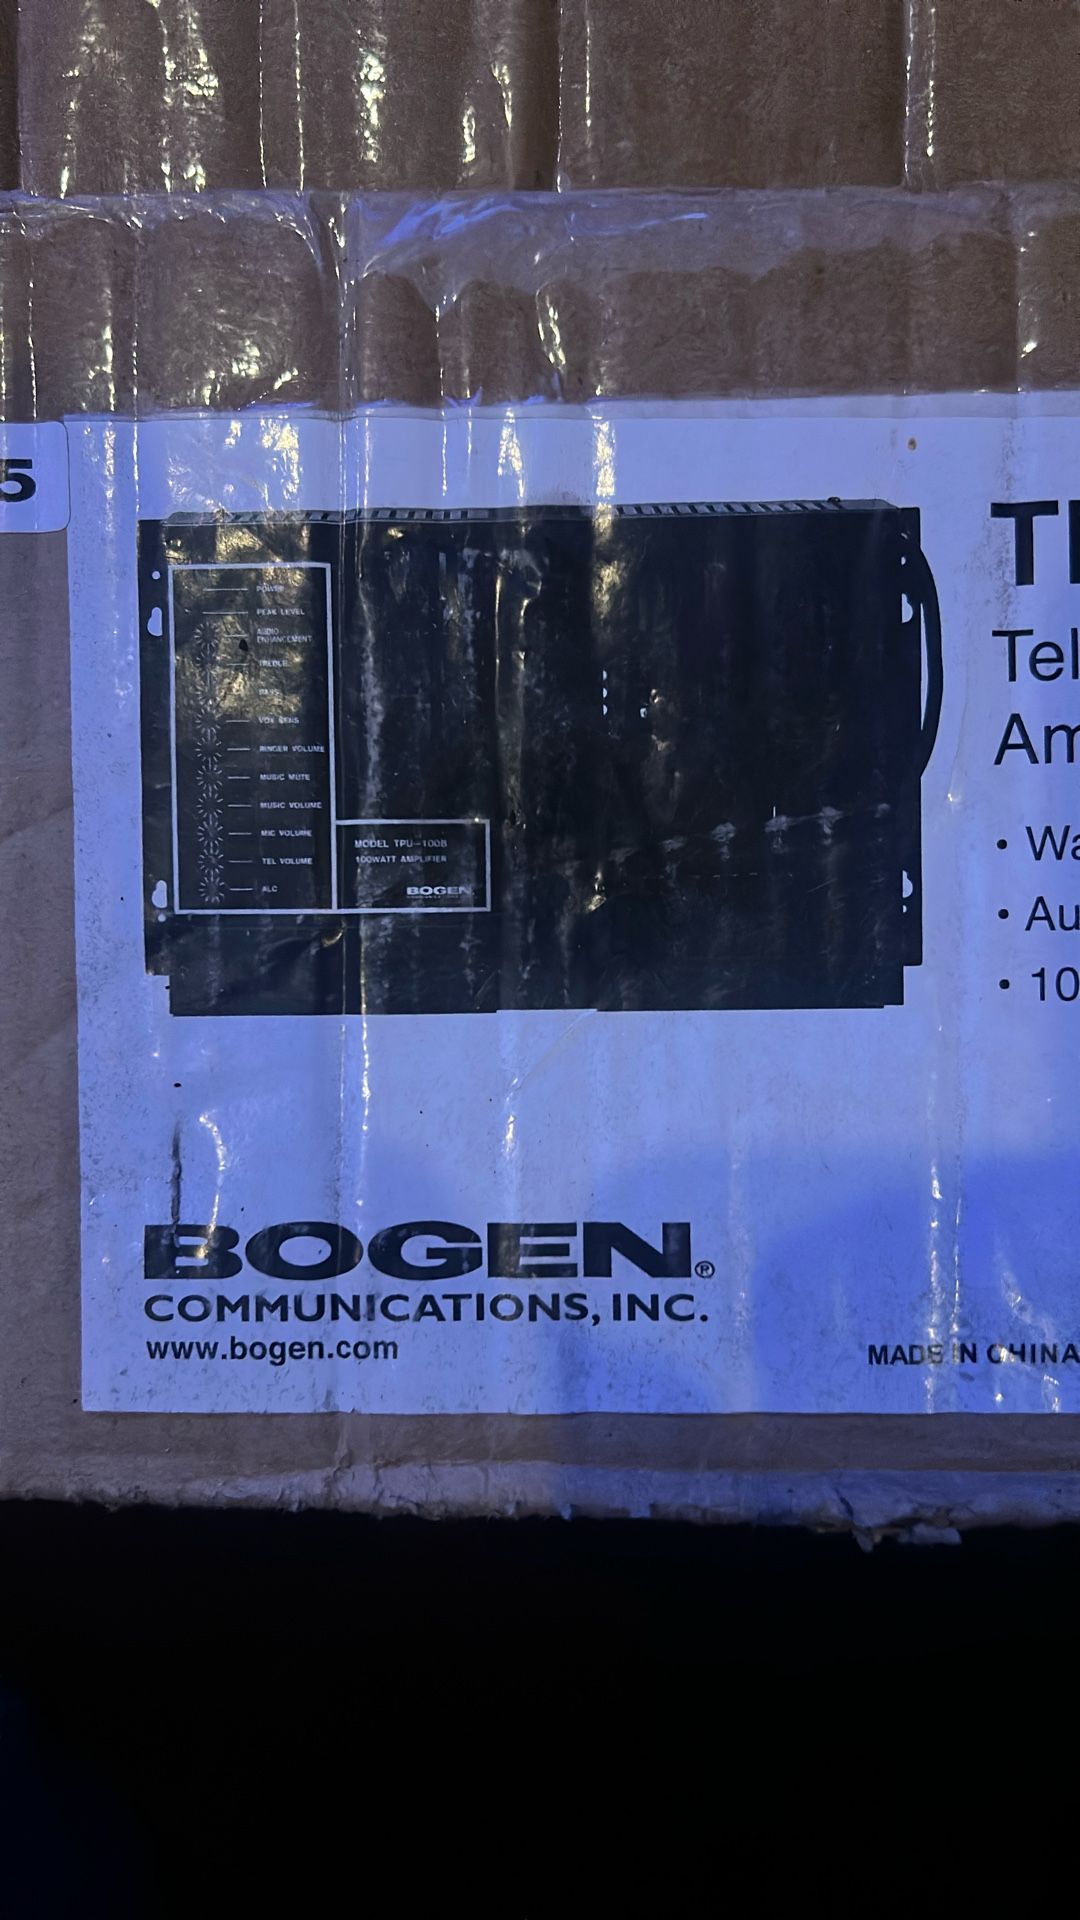 5
POWER
PEAK LEVEL
AUDIO
ENHANCEMENT
TREBLE
BASS
VOX SENS
RINGER VOLUME
MUSIC MUTE
MUSIC VOLUME
MIC VOLUME
TEL VOLUME
ALC
MODEL TPU-100B
100WATT AMPLIFIER
BOGEN
Tel
Am
• Wa
• Au
• 10
BOGEN®
COMMUNICATIONS, INC.
www.bogen.com
MADE IN CHINA